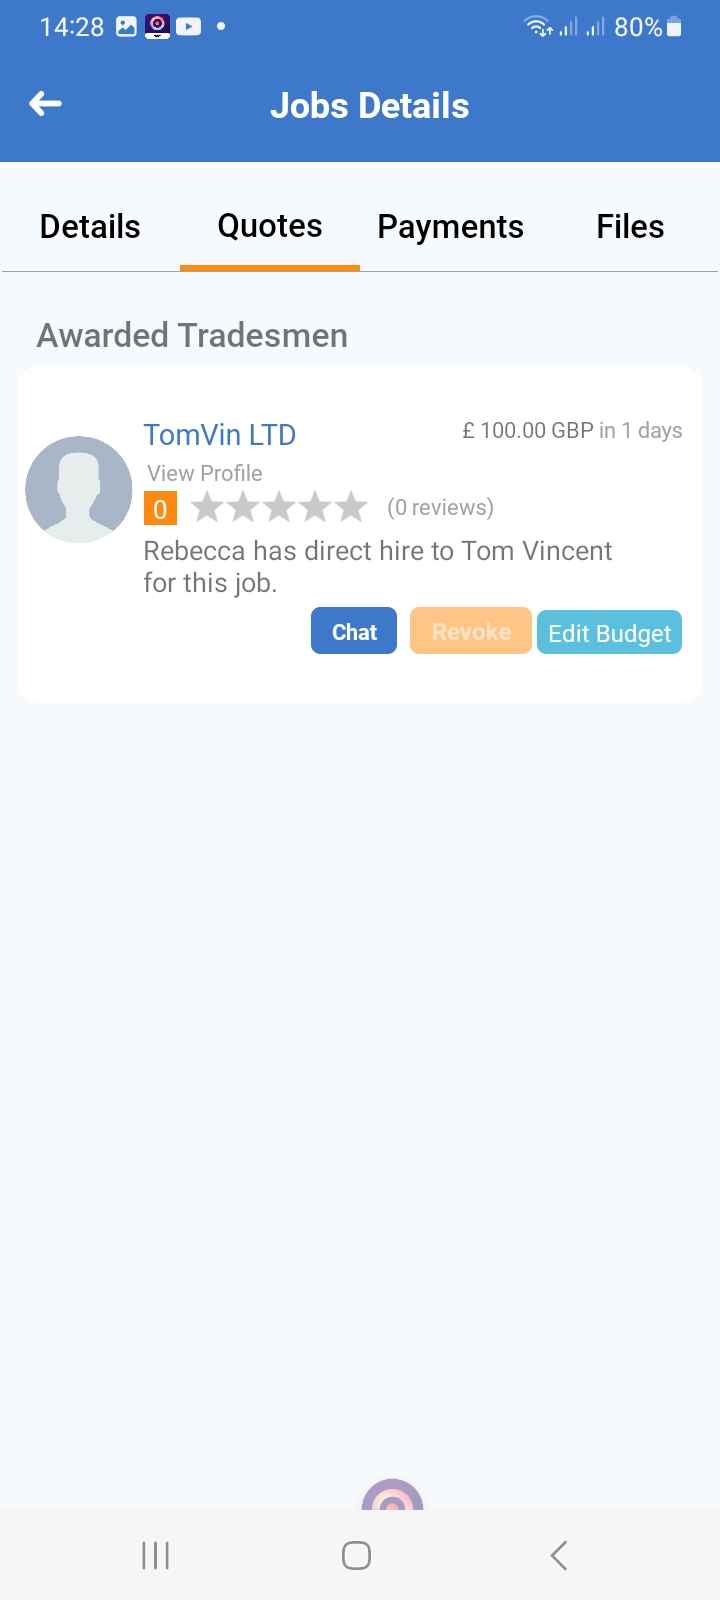 14:28 80%
Jobs Details
Details Quotes Payments Files
Awarded Tradesmen
TomVin LTD £ 100.00 GBP in 1 days
View Profile
0 (0 reviews)
Rebecca has direct hire to Tom Vincent
for this job.
Chat Revoke Edit Budget